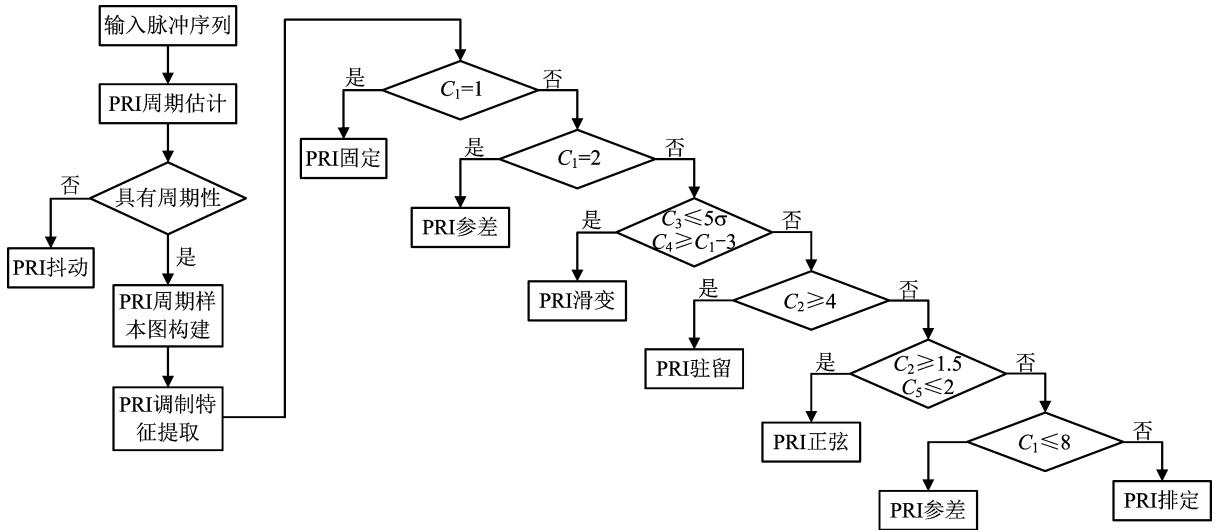 输入脉冲序列
PRI周期估计
具有周期性
否
PRI抖动
是
PRI周期样
本图构建
PRI调制特
征提取
C₁=1
是
PRI固定
否
C₁=2
是
PRI参差
否
C₃≤5σ
C₄≥C₁−3
是
PRI滑变
否
C₂≥4
是
PRI驻留
否
C₂≥1.5
C₅≤2
是
PRI正弦
否
C₁≤8
PRI参差
否
PRI排定